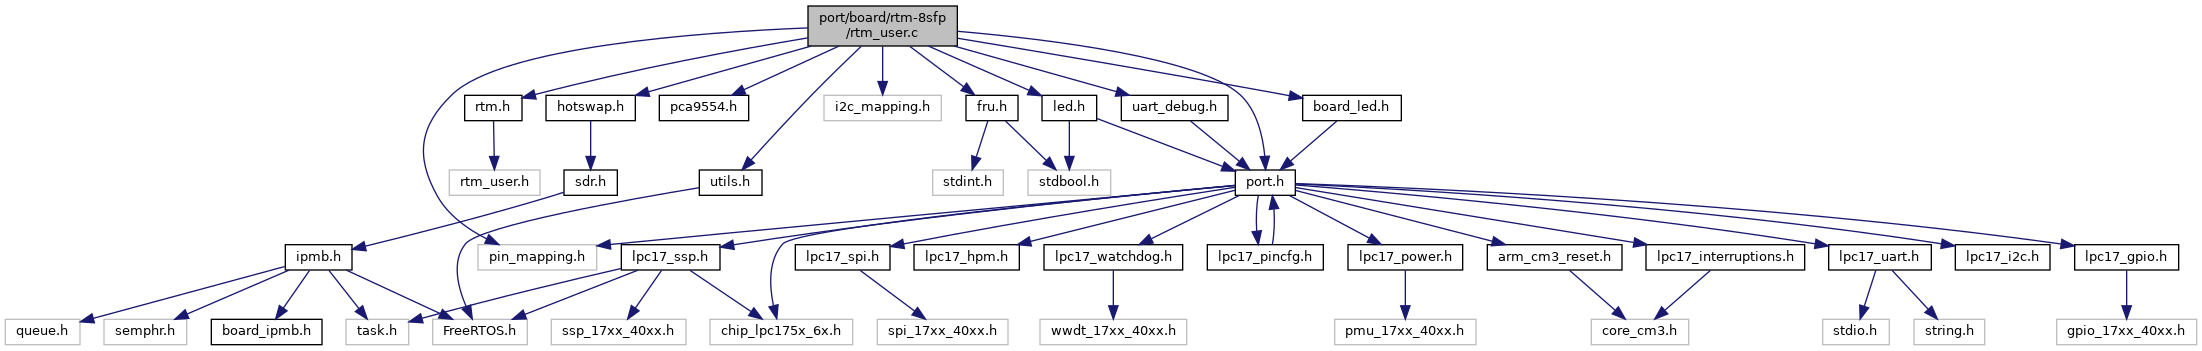 port/board/rtm-8sfp
/rtm_user.c
rtm.h
hotswap.h
pca9554.h
i2c_mapping.h
fru.h
led.h
uart_debug.h
board_led.h
rtm_user.h
sdr.h
utils.h
stdint.h
stdbool.h
port.h
ipmb.h
pin_mapping.h
lpc17_ssp.h
lpc17_spi.h
lpc17_hpm.h
lpc17_watchdog.h
lpc17_pincfg.h
lpc17_power.h
arm_cm3_reset.h
lpc17_interruptions.h
lpc17_uart.h
lpc17_i2c.h
lpc17_gpio.h
queue.h
semphr.h
board_ipmb.h
task.h
FreeRTOS.h
ssp_17xx_40xx.h
chip_lpc175x_6x.h
spi_17xx_40xx.h
wwdt_17xx_40xx.h
pmu_17xx_40xx.h
core_cm3.h
stdio.h
string.h
gpio_17xx_40xx.h